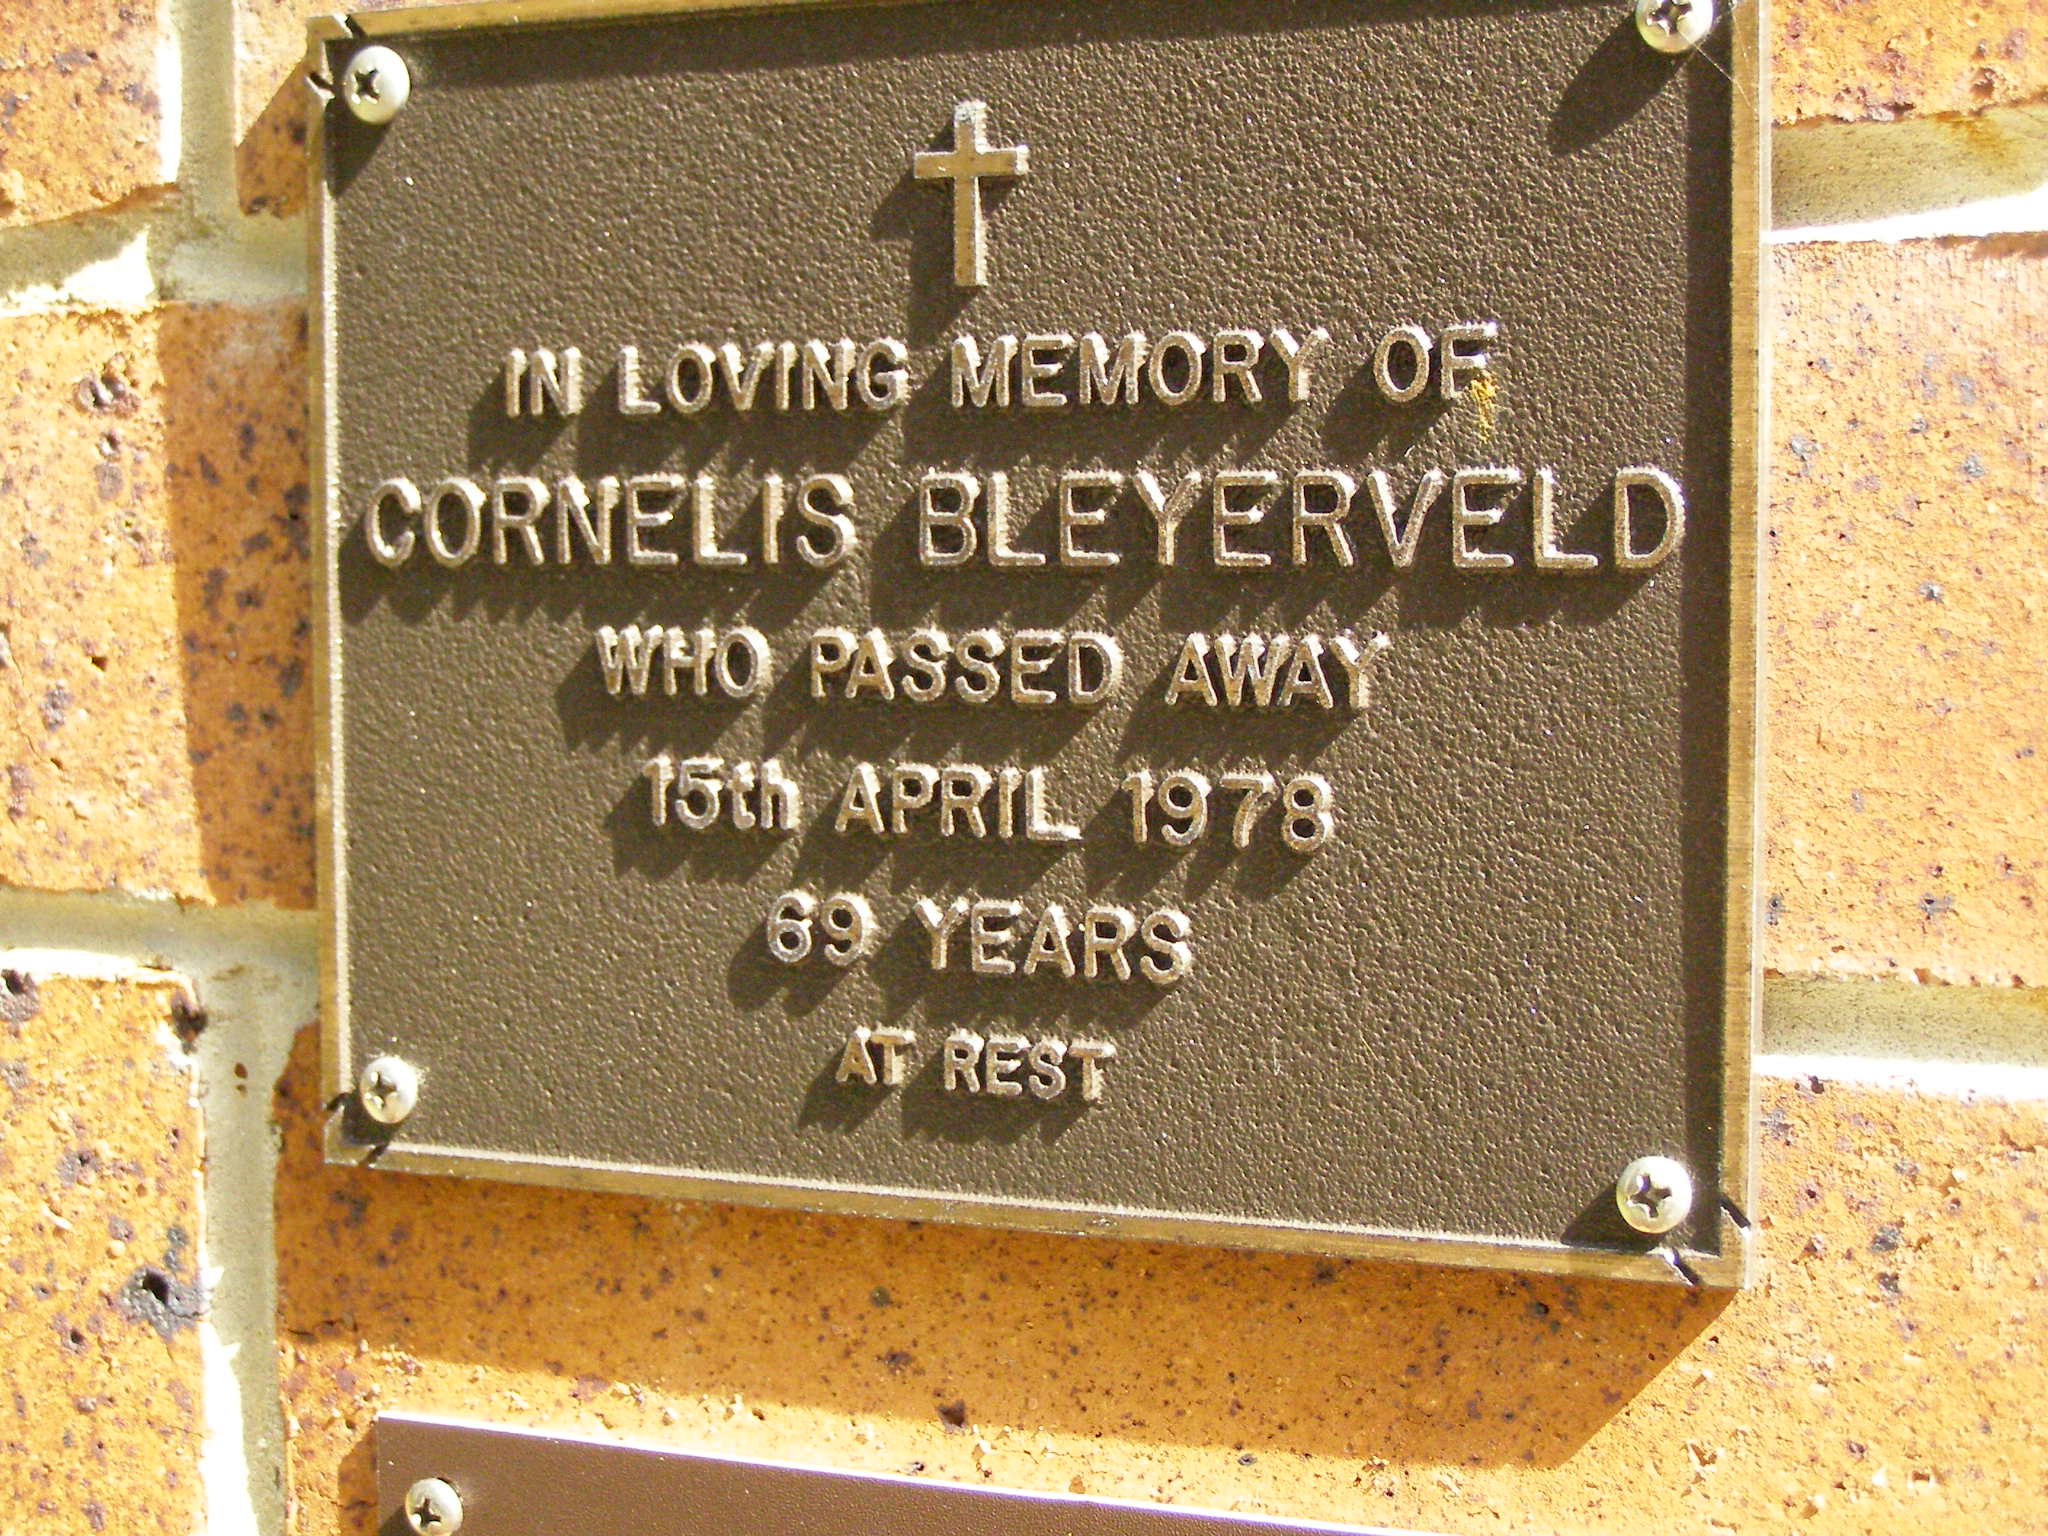 IN LOVING MEMORY OF
CORNELIS BLEYERVELD
WHO PASSED AWAY
15th APRIL 1978
69 YEARS
AT REST